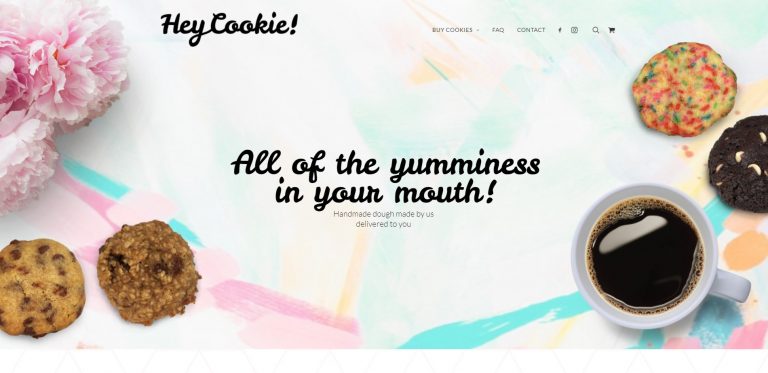 Hey Cookie!
BUY COOKIES FAQ CONTACT
All of the yumminess
in your mouth!
Handmade dough made by us
delivered to you